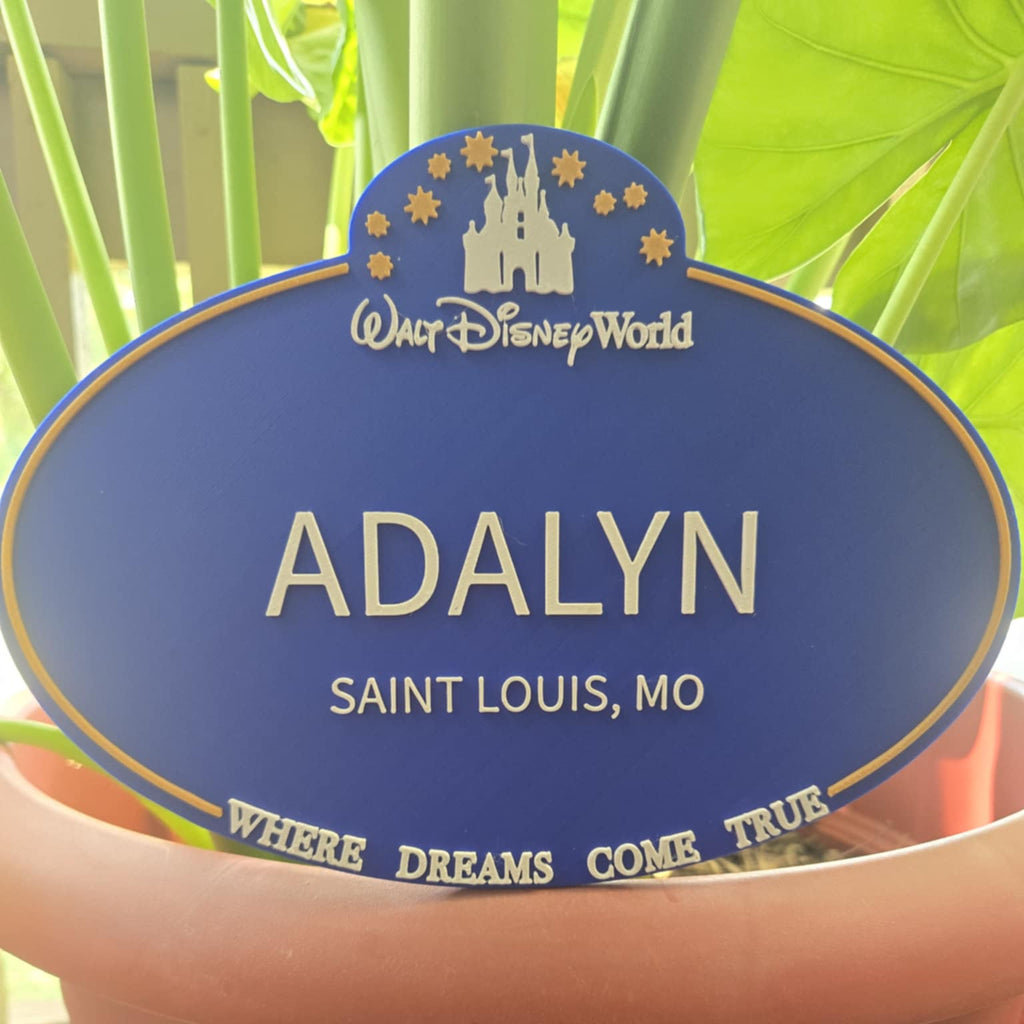 Walt Disney World
ADALYN
SAINT LOUIS, MO
WHERE DREAMS COME TRUE